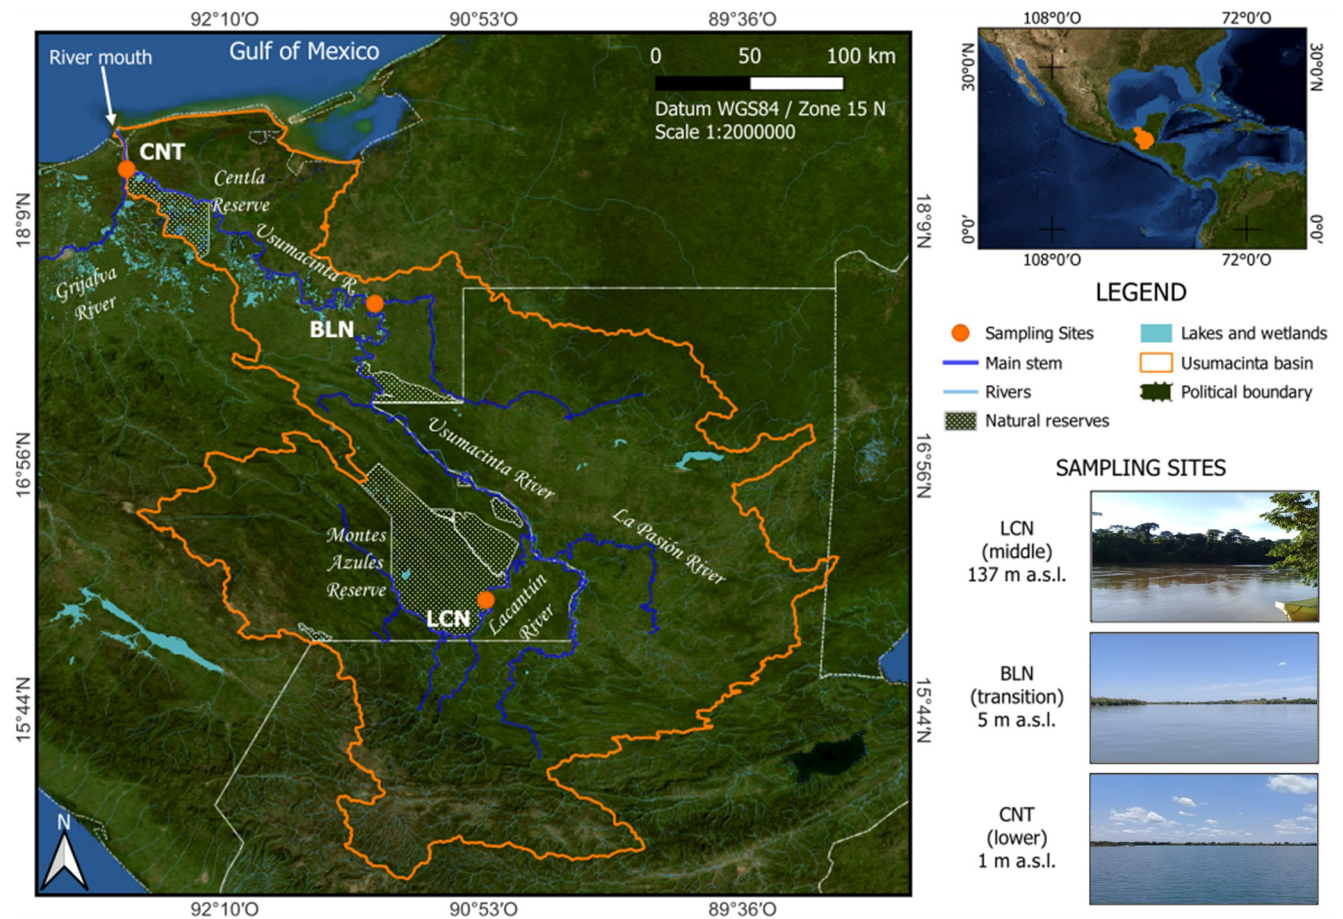 92°10′O
90°53′O
89°36′O
River mouth
Gulf of Mexico
0 50 100 km
Datum WGS84 / Zone 15 N
Scale 1:2000000
CNT
Centla
Reserve
18°9′N
18°9′N
Usumacinta R.
Grijalva
River
BLN
Usumacinta River
16°56′N
16°56′N
La Pasión River
Montes
Azules
Reserve
LCN
Lacantún
River
15°44′N
15°44′N
N
92°10′O
90°53′O
89°36′O
108°0′O
72°0′O
30°0′N
30°0′N
0°0′
0°0′
108°0′O
72°0′O
LEGEND
Sampling Sites
Lakes and wetlands
Main stem
Usumacinta basin
Rivers
Political boundary
Natural reserves
SAMPLING SITES
LCN
(middle)
137 m a.s.l.
BLN
(transition)
5 m a.s.l.
CNT
(lower)
1 m a.s.l.